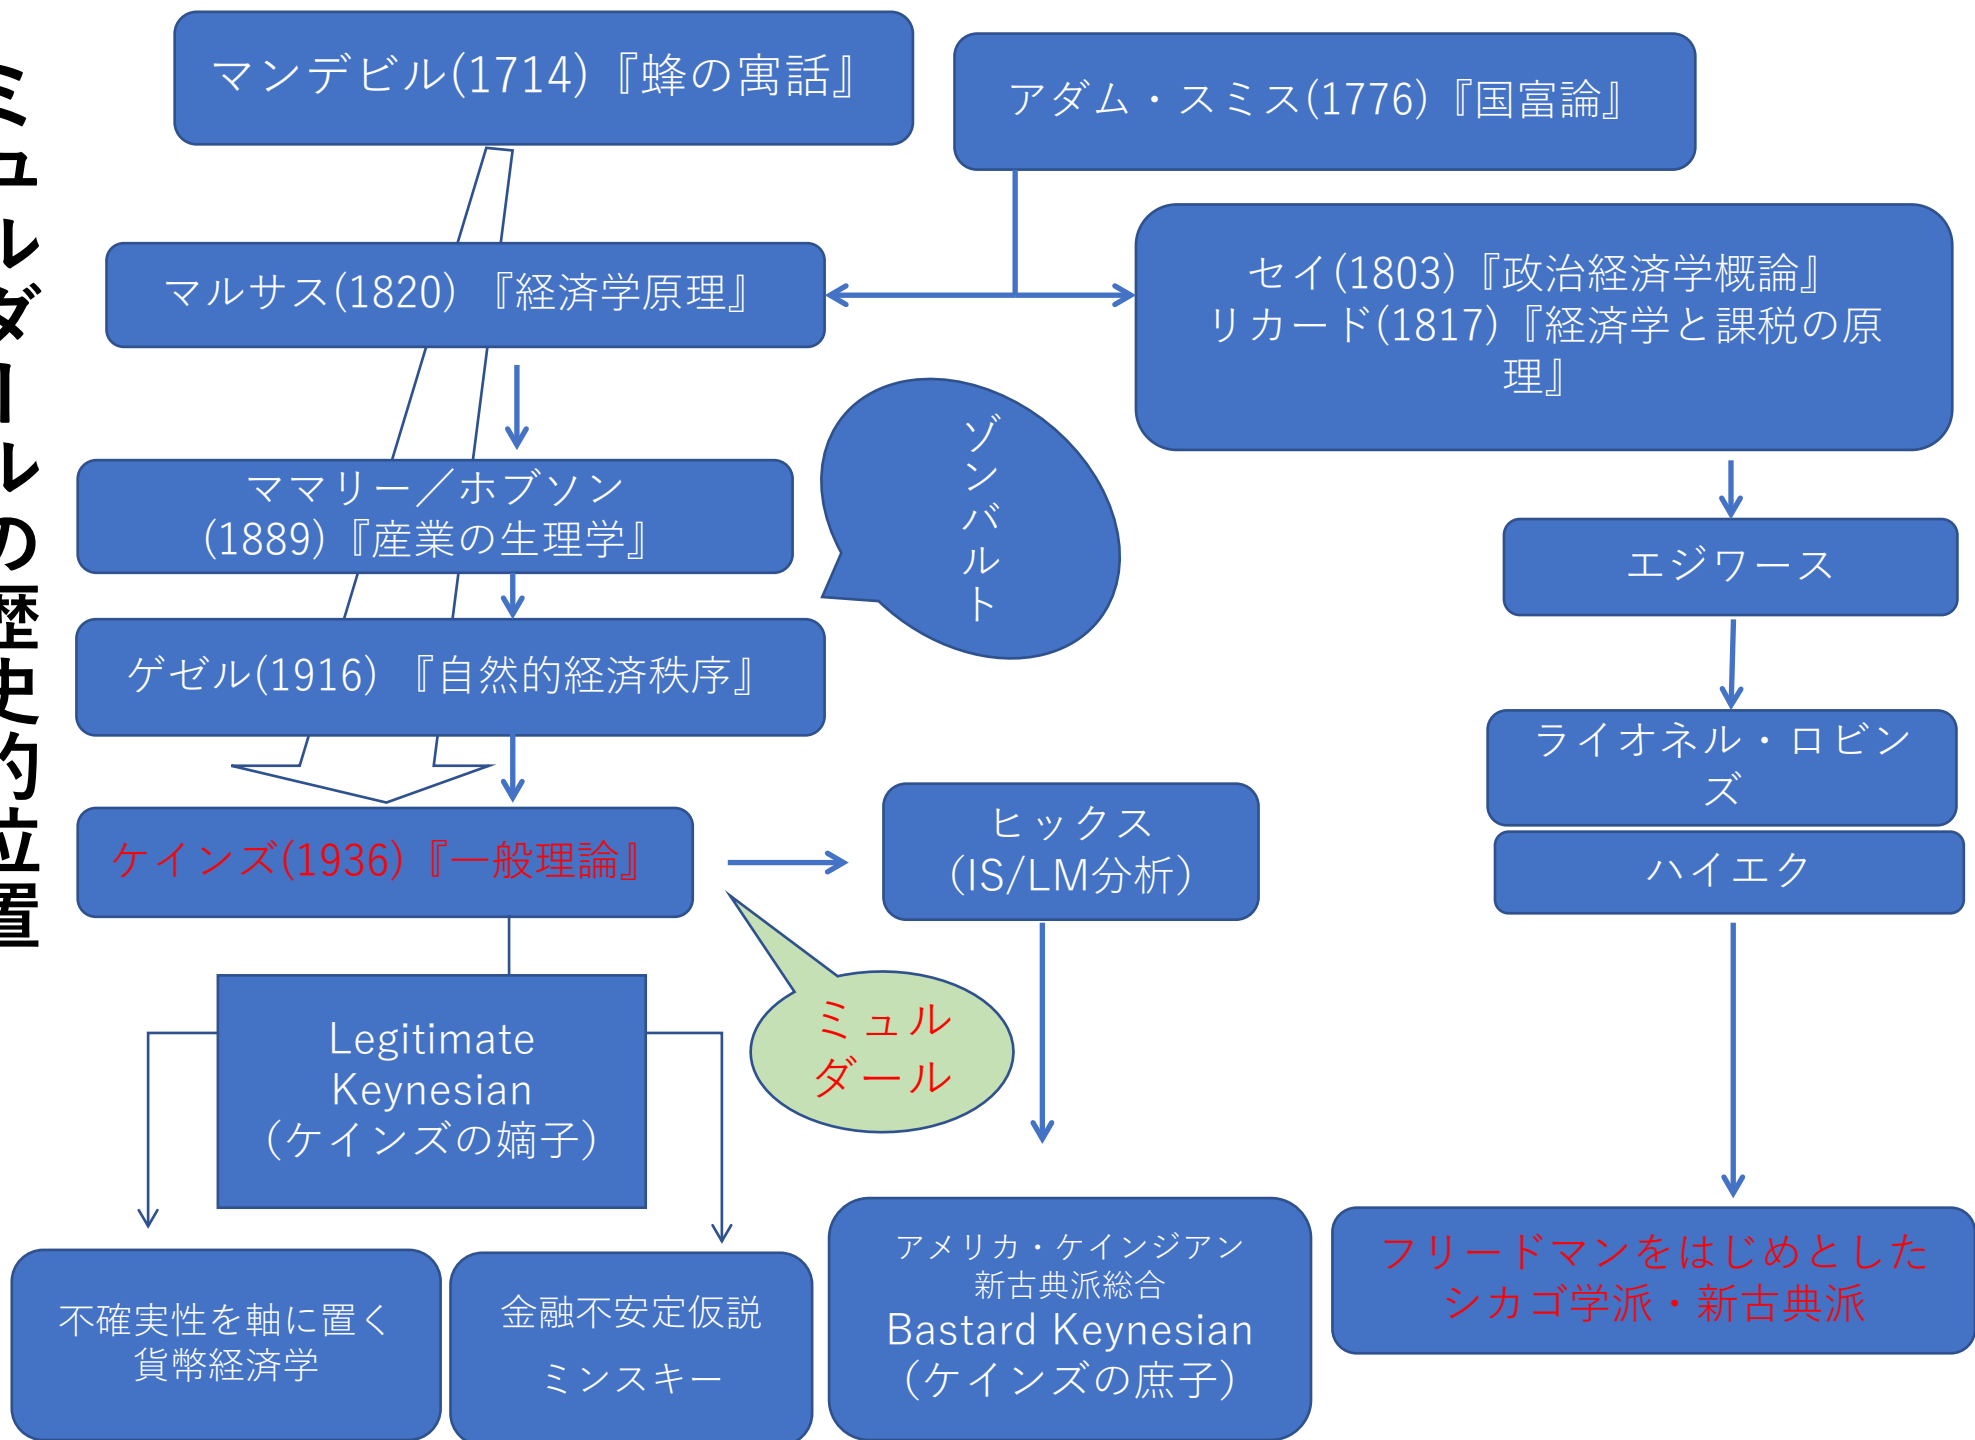 ミュルダールの歴史的位置
マンデビル(1714)『蜂の寓話』
アダム・スミス(1776)『国富論』
マルサス(1820) 『経済学原理』
セイ(1803)『政治経済学概論』
リカード(1817)『経済学と課税の原
理』
ゾンバルト
ママリー／ホブソン
(1889)『産業の生理学』
エジワース
ゲゼル(1916) 『自然的経済秩序』
ライオネル・ロビン
ズ
ハイエク
ケインズ(1936)『一般理論』
ヒックス
（IS/LM分析）
ミュル
ダール
Legitimate
Keynesian
（ケインズの嫡子）
不確実性を軸に置く
貨幣経済学
金融不安定仮説
ミンスキー
アメリカ・ケインジアン
新古典派総合
Bastard Keynesian
（ケインズの庶子）
フリードマンをはじめとした
シカゴ学派・新古典派